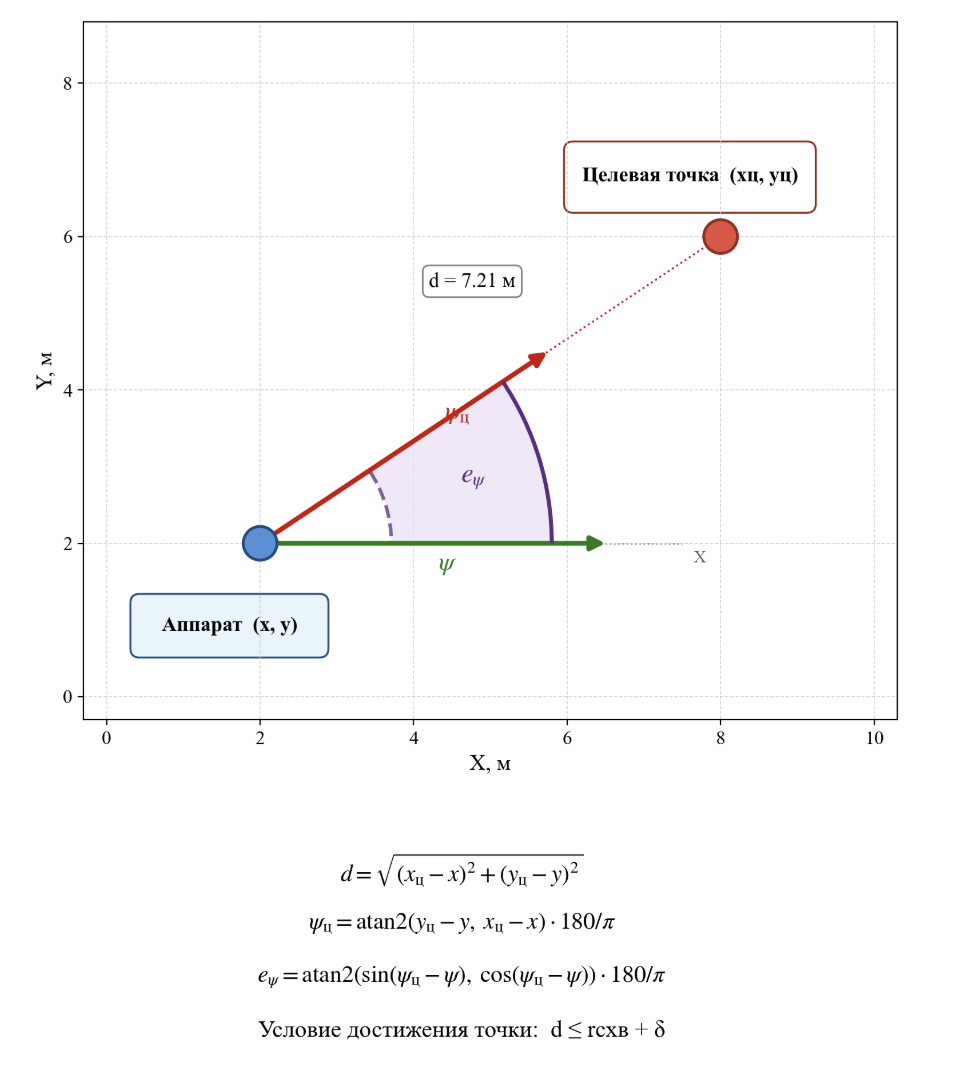 8
Целевая точка (xц, yц)
6
d = 7.21 м
Y, м
4
ψц
eψ
2
x
ψ
Аппарат (x, y)
0
0 2 4 6 8 10
X, м
d = √(xц − x)² + (yц − y)²
ψц = atan2(yц − y, xц − x) · 180/π
eψ = atan2(sin(ψц − ψ), cos(ψц − ψ)) · 180/π
Условие достижения точки: d ≤ rсхв + δ